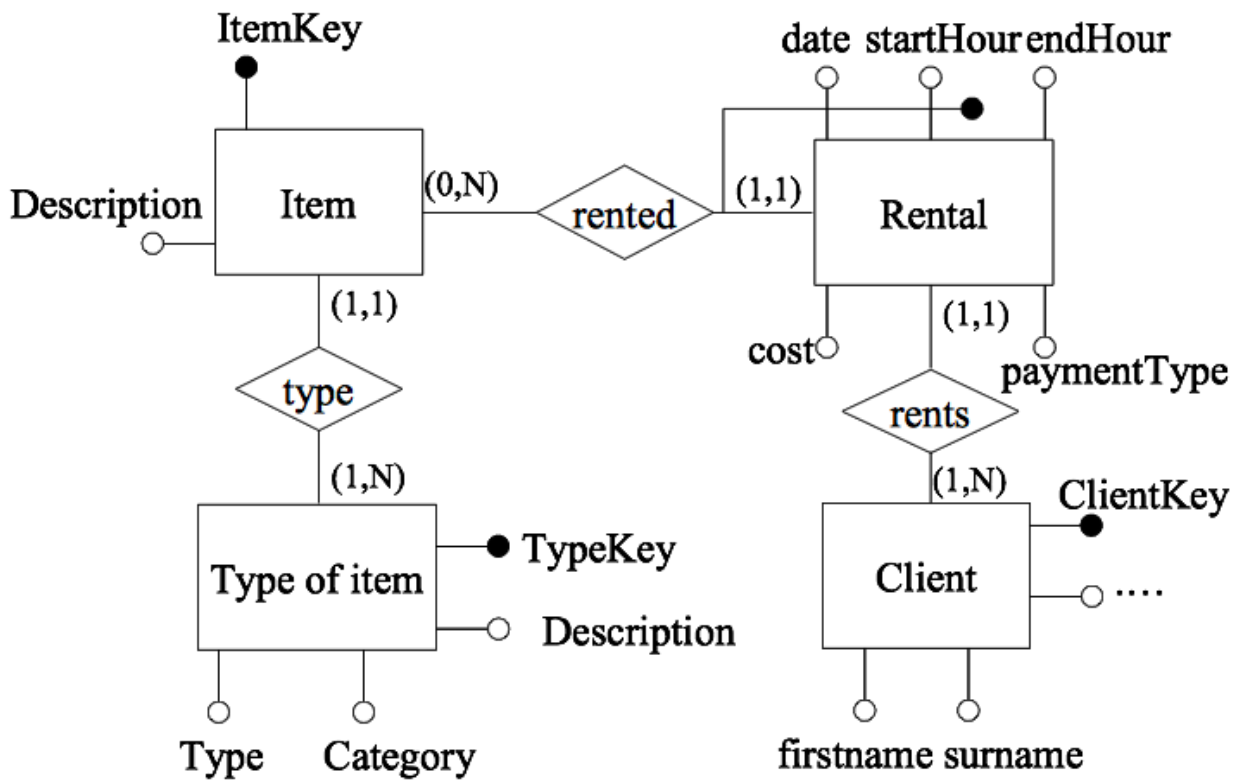 ItemKey
date startHour endHour
Description
Item
(0,N)
rented
(1,1)
Rental
(1,1)
type
(1,N)
cost
(1,1)
paymentType
rents
(1,N)
Type of item
TypeKey
Description
Type
Category
Client
ClientKey
....
firstname surname